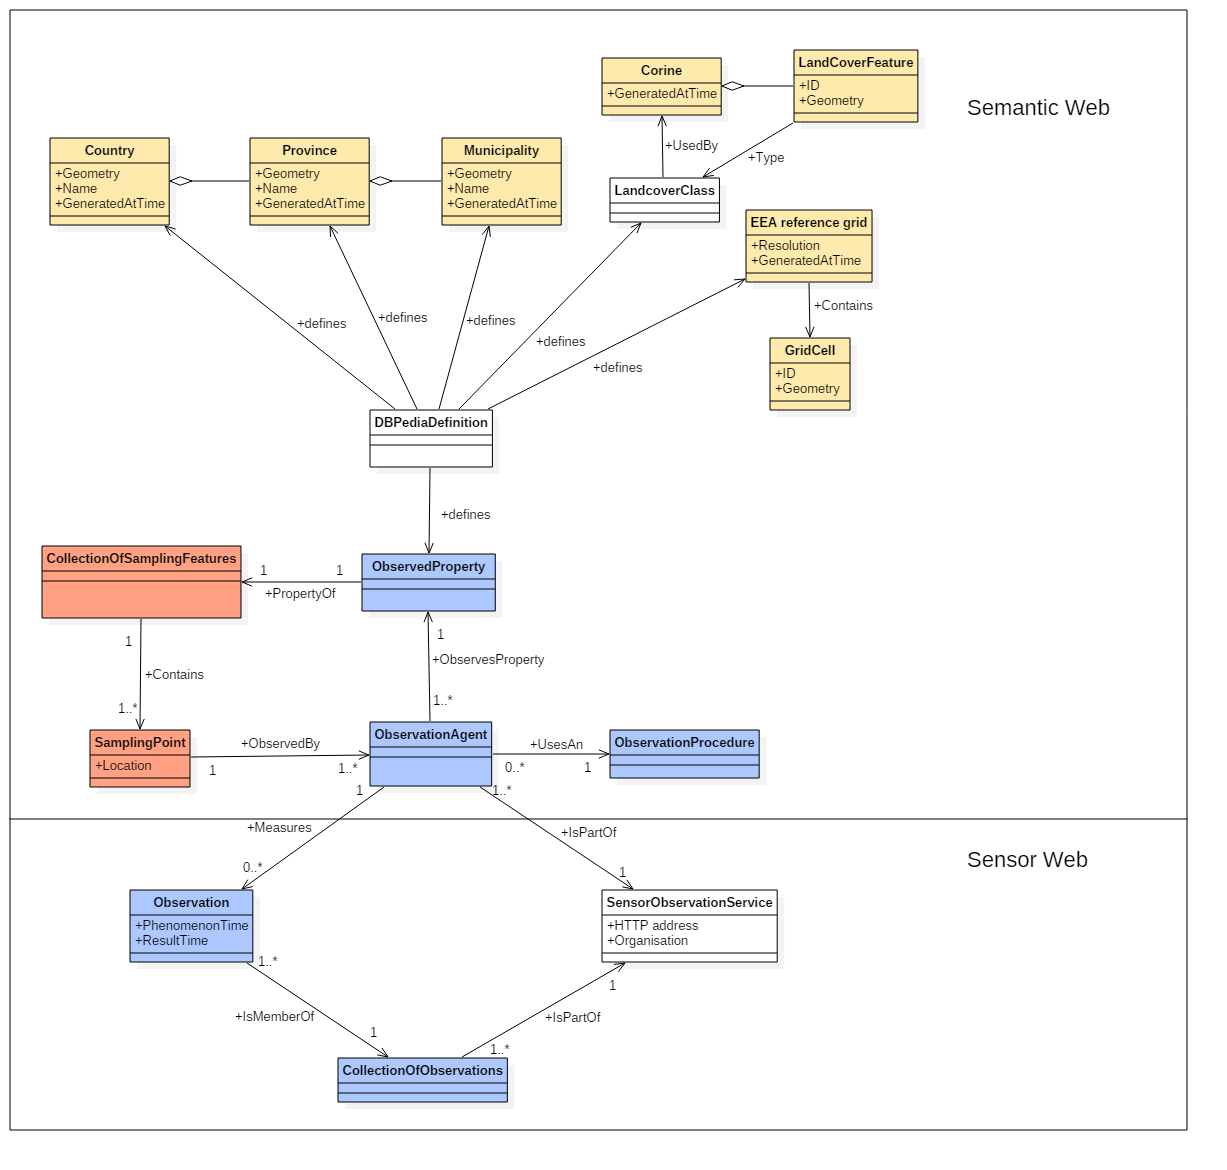 Corine
+GeneratedAtTime
LandCoverFeature
+ID
+Geometry
Semantic Web
+UsedBy
+Type
Country
+Geometry
+Name
+GeneratedAtTime
Province
+Geometry
+Name
+GeneratedAtTime
Municipality
+Geometry
+Name
+GeneratedAtTime
LandcoverClass
EEA reference grid
+Resolution
+GeneratedAtTime
+Contains
GridCell
+ID
+Geometry
+defines
+defines
+defines
+defines
+defines
DBPediaDefinition
+defines
CollectionOfSamplingFeatures
1
1
+PropertyOf
ObservedProperty
1
+Contains
1..*
1
+ObservesProperty
1..*
SamplingPoint
+Location
+ObservedBy
1
1..*
ObservationAgent
+UsesAn
0..*
1
ObservationProcedure
1
+Measures
0..*
1..*
+IsPartOf
1
Sensor Web
Observation
+PhenomenonTime
+ResultTime
SensorObservationService
+HTTP address
+Organisation
1..*
+IsMemberOf
1
1
+IsPartOf
1..*
CollectionOfObservations